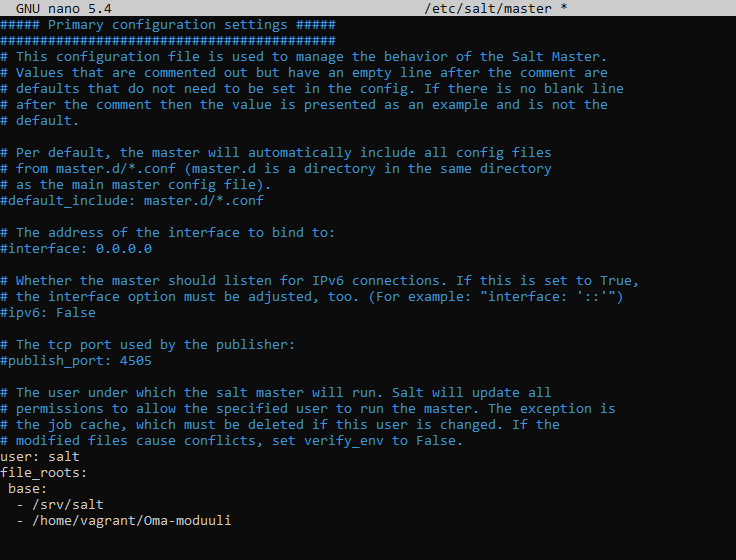 GNU nano 5.4 /etc/salt/master *
##### Primary configuration settings #####
##########################################
# This configuration file is used to manage the behavior of the Salt Master.
# Values that are commented out but have an empty line after the comment are
# defaults that do not need to be set in the config. If there is no blank line
# after the comment then the value is presented as an example and is not the
# default.

# Per default, the master will automatically include all config files
# from master.d/*.conf (master.d is a directory in the same directory
# as the main master config file).
#default_include: master.d/*.conf

# The address of the interface to bind to:
#interface: 0.0.0.0

# Whether the master should listen for IPv6 connections. If this is set to True,
# the interface option must be adjusted, too. (For example: "interface: '::'")
#ipv6: False

# The tcp port used by the publisher:
#publish_port: 4505

# The user under which the salt master will run. Salt will update all
# permissions to allow the specified user to run the master. The exception is
# the job cache, which must be deleted if this user is changed. If the
# modified files cause conflicts, set verify_env to False.
user: salt
file_roots:
 base:
  - /srv/salt
  - /home/vagrant/Oma-moduuli